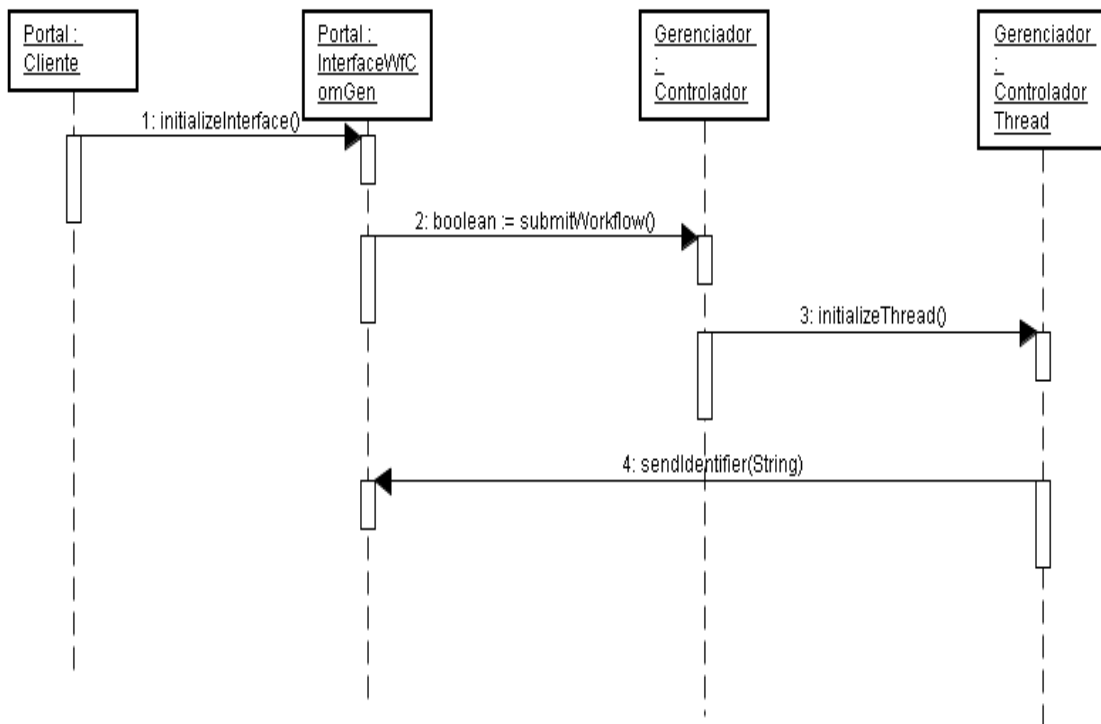 Portal :
Cliente
Portal :
InterfaceWfC
omGen
Gerenciador
:
Controlador
Gerenciador
:
Controlador
Thread
1: initializeInterface()
2: boolean := submitWorkflow()
3: initializeThread()
4: sendIdentifier(String)